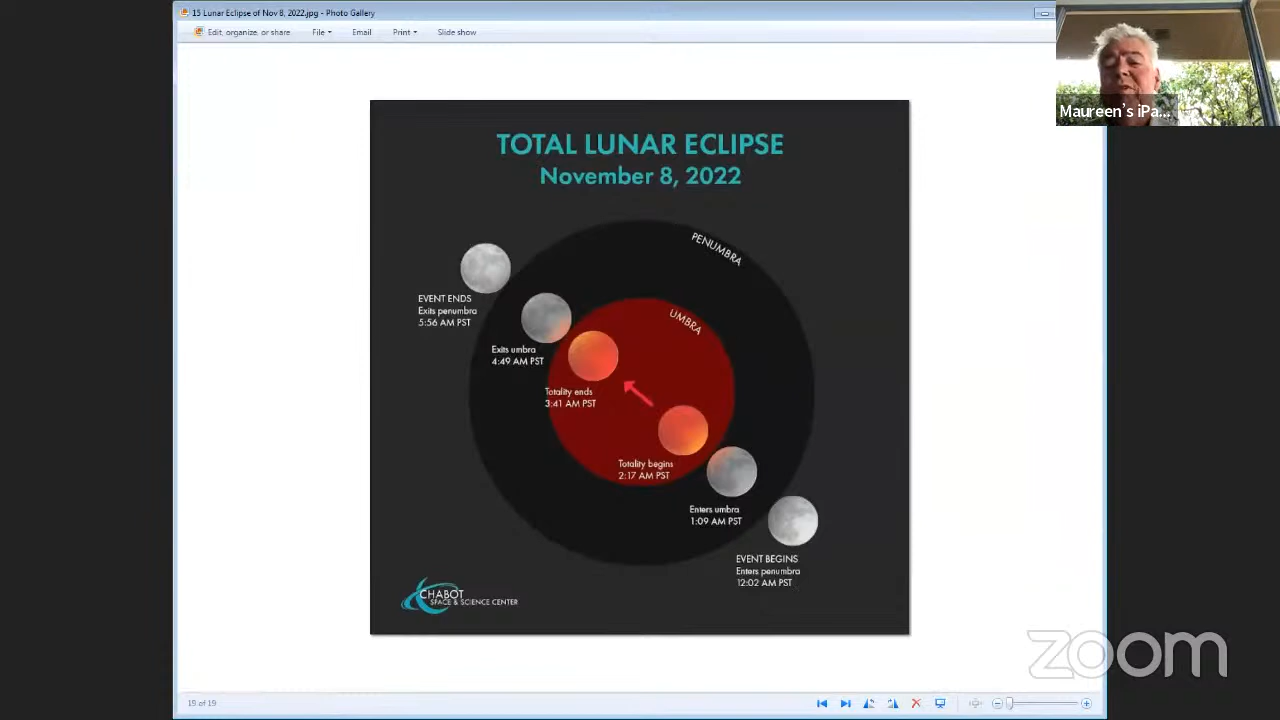 15 Lunar Eclipse of Nov 8, 2022.jpg - Photo Gallery
Edit, organize, or share File Email Print Slide show
Maureen's iPa...
TOTAL LUNAR ECLIPSE
November 8, 2022
PENUMBRA
UMBRA
EVENT ENDS
Exits penumbra
5:56 AM PST
Exits umbra
4:49 AM PST
Totality ends
3:41 AM PST
Totality begins
2:17 AM PST
Enters umbra
1:09 AM PST
EVENT BEGINS
Enters penumbra
12:02 AM PST
CHABOT
SPACE & SCIENCE CENTER
zoom
19 of 19